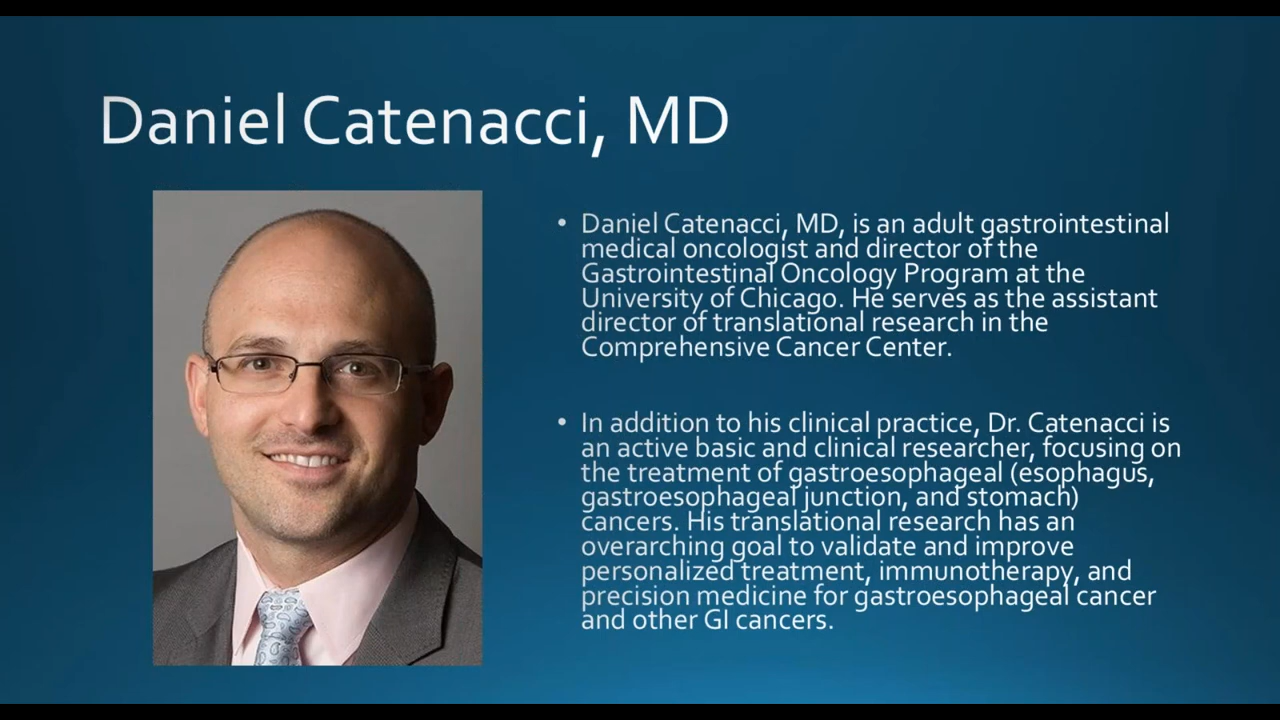 Daniel Catenacci, MD
• Daniel Catenacci, MD, is an adult gastrointestinal
medical oncologist and director of the
Gastrointestinal Oncology Program at the
University of Chicago. He serves as the assistant
director of translational research in the
Comprehensive Cancer Center.
• In addition to his clinical practice, Dr. Catenacci is
an active basic and clinical researcher, focusing on
the treatment of gastroesophageal (esophagus,
gastroesophageal junction, and stomach)
cancers. His translational research has an
overarching goal to validate and improve
personalized treatment, immunotherapy, and
precision medicine for gastroesophageal cancer
and other GI cancers.